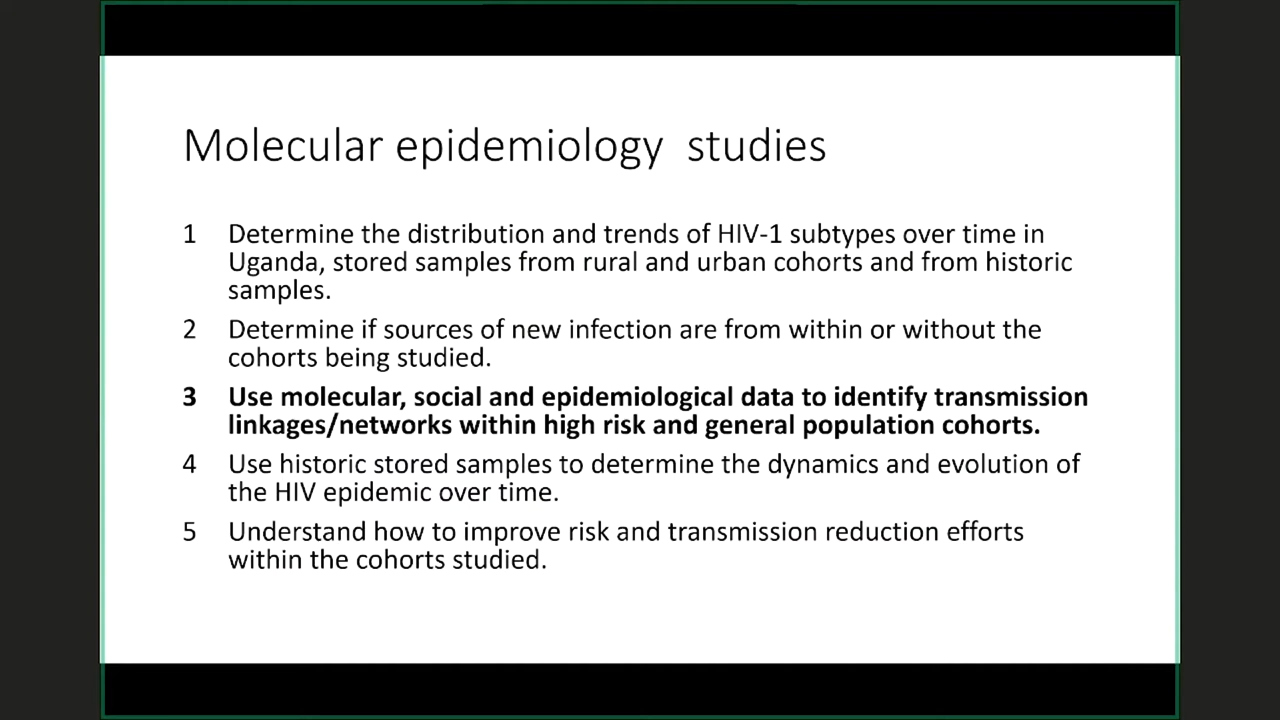 Molecular epidemiology  studies
1 Determine the distribution and trends of HIV-1 subtypes over time in
Uganda, stored samples from rural and urban cohorts and from historic
samples.
2 Determine if sources of new infection are from within or without the
cohorts being studied.
3 Use molecular, social and epidemiological data to identify transmission
linkages/networks within high risk and general population cohorts.
4 Use historic stored samples to determine the dynamics and evolution of
the HIV epidemic over time.
5 Understand how to improve risk and transmission reduction efforts
within the cohorts studied.